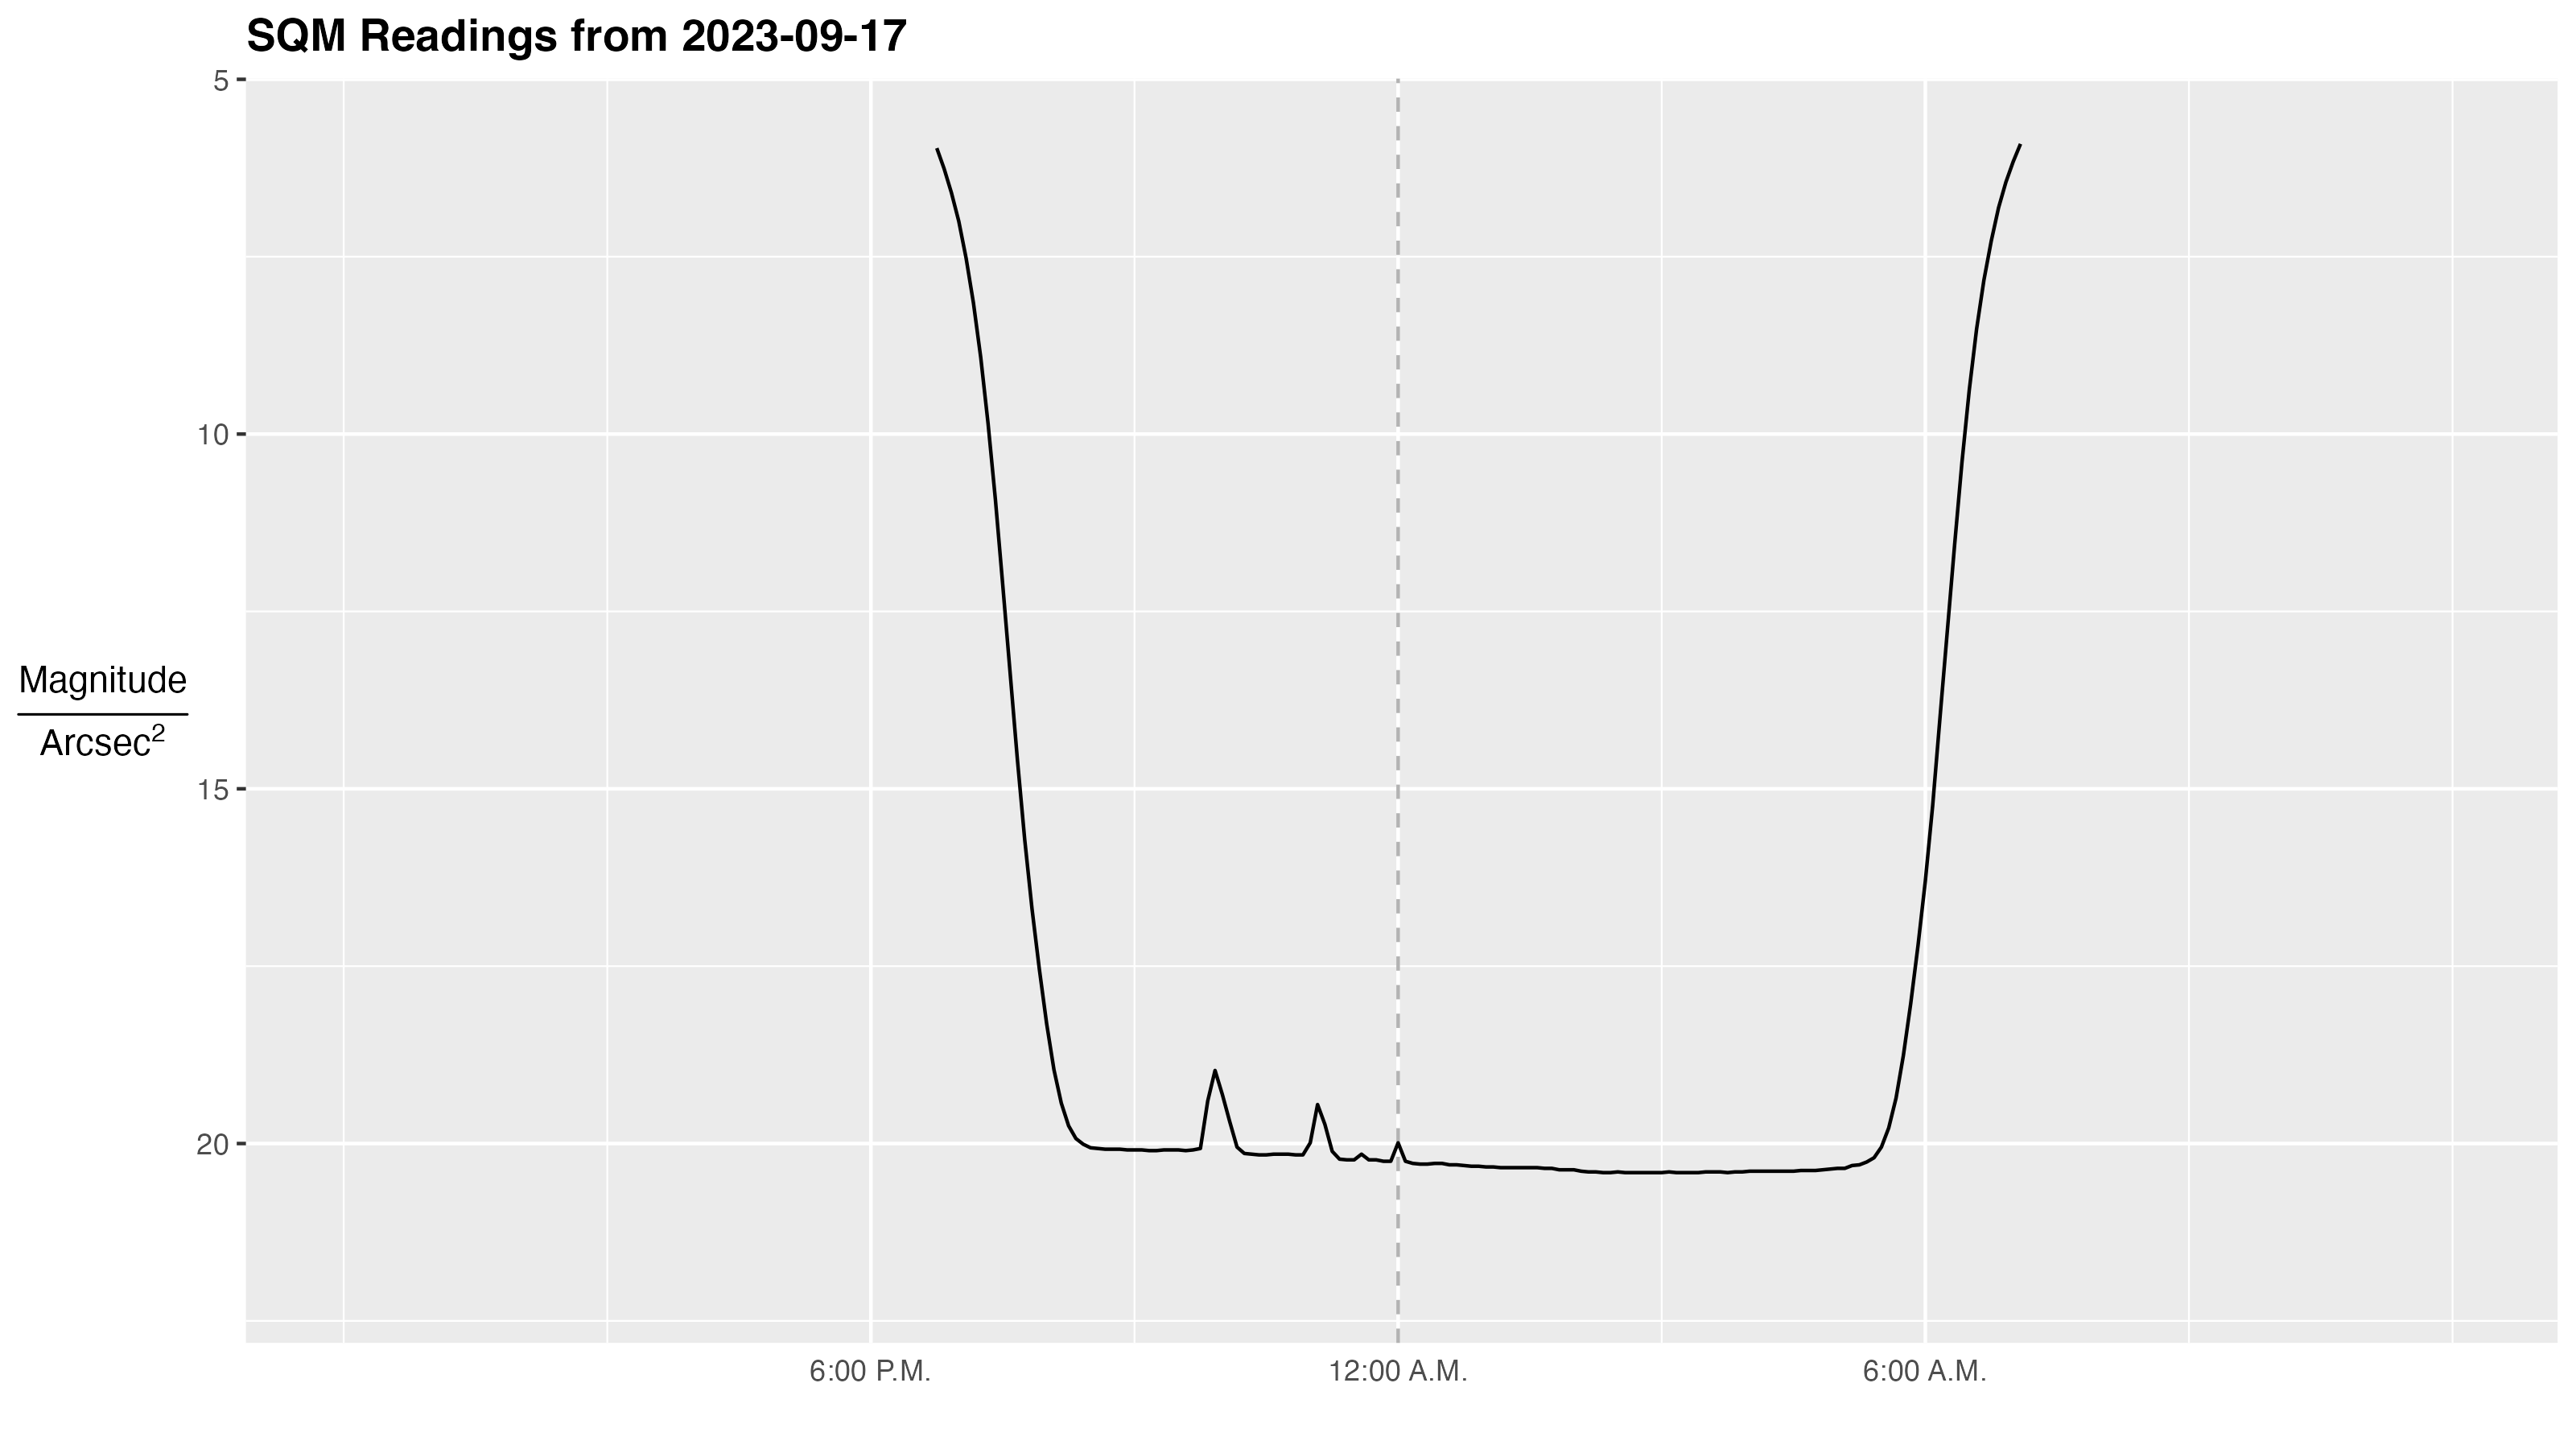 SQM Readings from 2023-09-17
5
10
15
20
Magnitude
Arcsec²
6:00 P.M.
12:00 A.M.
6:00 A.M.